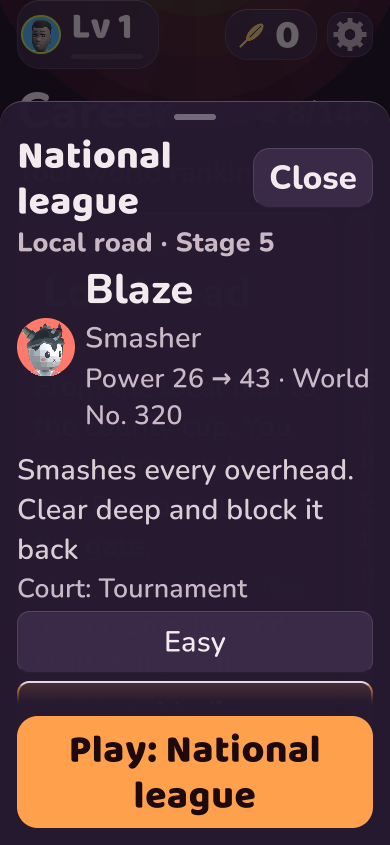 Lv 1
0
National
league
Close
Local road · Stage 5
Blaze
Smasher
Power 26 → 43 · World
No. 320
Smashes every overhead.
Clear deep and block it
back
Court: Tournament
Easy
Play: National
league